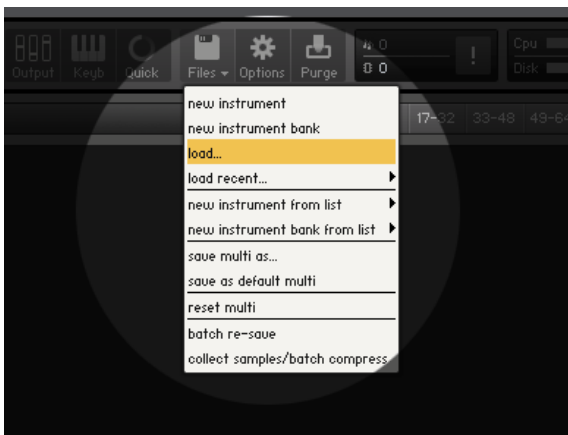 Output Keyb Quick Files Options Purge
0
0
!
Cpu
Disk
17-32 33-48 49-64
new instrument
new instrument bank
load...
load recent...
new instrument from list
new instrument bank from list
save multi as...
save as default multi
reset multi
batch re-save
collect samples/batch compress